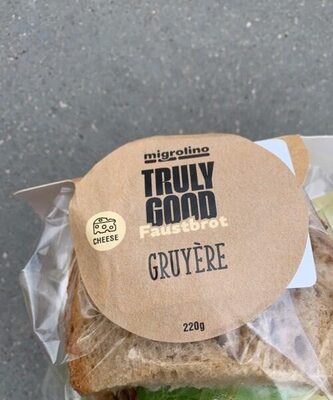 migrolino
TRULY
GOOD
Faustbrot
CHEESE
GRUYÈRE
220g